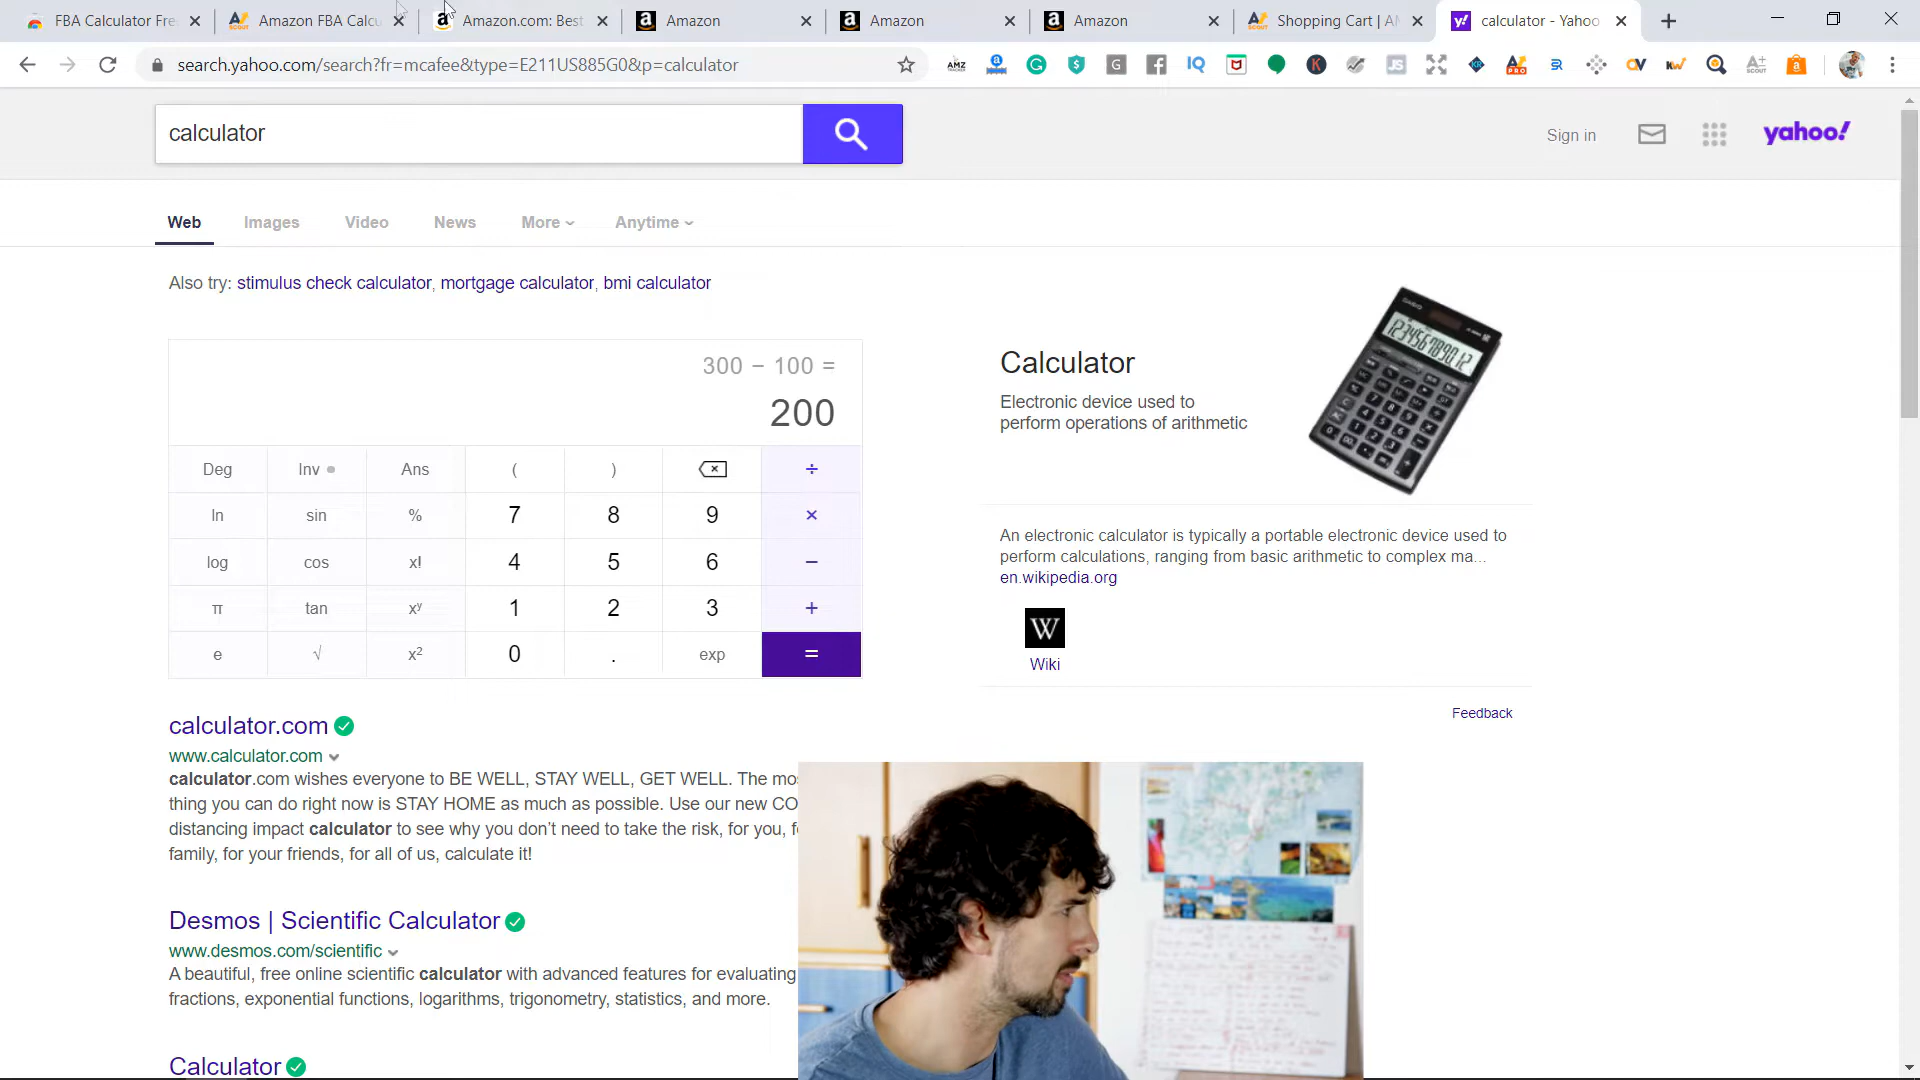 FBA Calculator Fre
Amazon FBA Calcu
Amazon.com: Best
Amazon
Amazon
Amazon
Shopping Cart | AM
calculator - Yahoo
search.yahoo.com/search?fr=mcafee&type=E211US885G0&p=calculator
calculator
Sign in
yahoo!
Web
Images
Video
News
More
Anytime
Also try: stimulus check calculator, mortgage calculator, bmi calculator
300 − 100 =
200
Deg Inv Ans ( ) ÷
ln sin % 7 8 9 ×
log cos x! 4 5 6 −
π tan xʸ 1 2 3 +
e √ x² 0 . exp =
Calculator
Electronic device used to
perform operations of arithmetic
An electronic calculator is typically a portable electronic device used to
perform calculations, ranging from basic arithmetic to complex ma...
en.wikipedia.org
W
Wiki
Feedback
calculator.com
www.calculator.com
calculator.com wishes everyone to BE WELL, STAY WELL, GET WELL. The mos
thing you can do right now is STAY HOME as much as possible. Use our new CO
distancing impact calculator to see why you don't need to take the risk, for you, f
family, for your friends, for all of us, calculate it!
Desmos | Scientific Calculator
www.desmos.com/scientific
A beautiful, free online scientific calculator with advanced features for evaluating
fractions, exponential functions, logarithms, trigonometry, statistics, and more.
Calculator